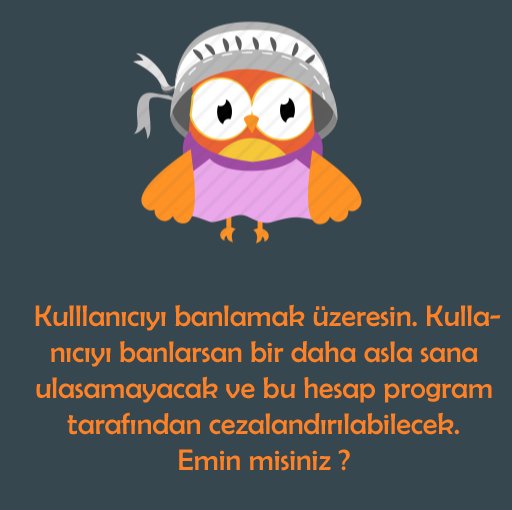 Kulllanıcıyı banlamak üzeresin. Kulla-
nıcıyı banlarsan bir daha asla sana
ulasamayacak ve bu hesap program
tarafından cezalandırılabilecek.
Emin misiniz ?